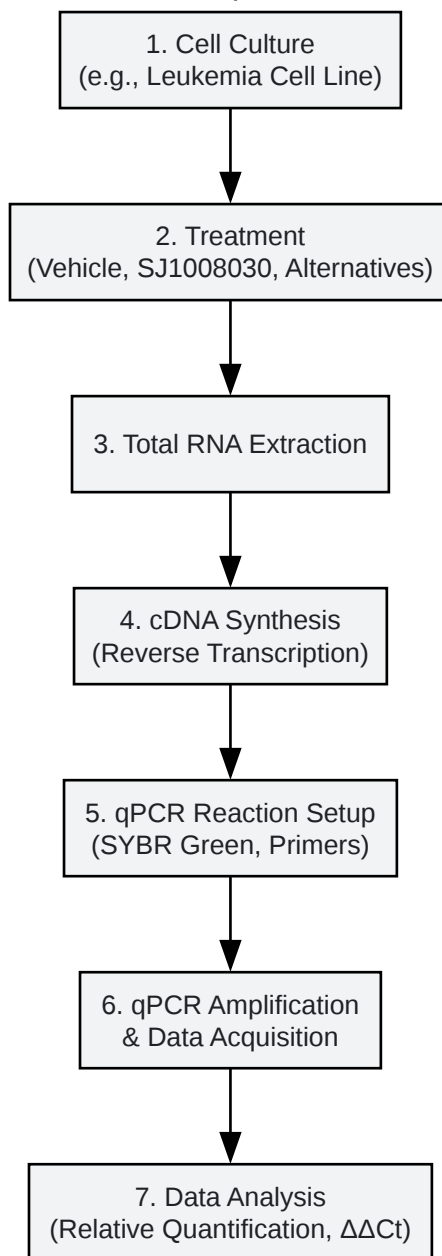 1. Cell Culture
(e.g., Leukemia Cell Line)
2. Treatment
(Vehicle, SJ1008030, Alternatives)
3. Total RNA Extraction
4. cDNA Synthesis
(Reverse Transcription)
5. qPCR Reaction Setup
(SYBR Green, Primers)
6. qPCR Amplification
& Data Acquisition
7. Data Analysis
(Relative Quantification, ΔΔCt)